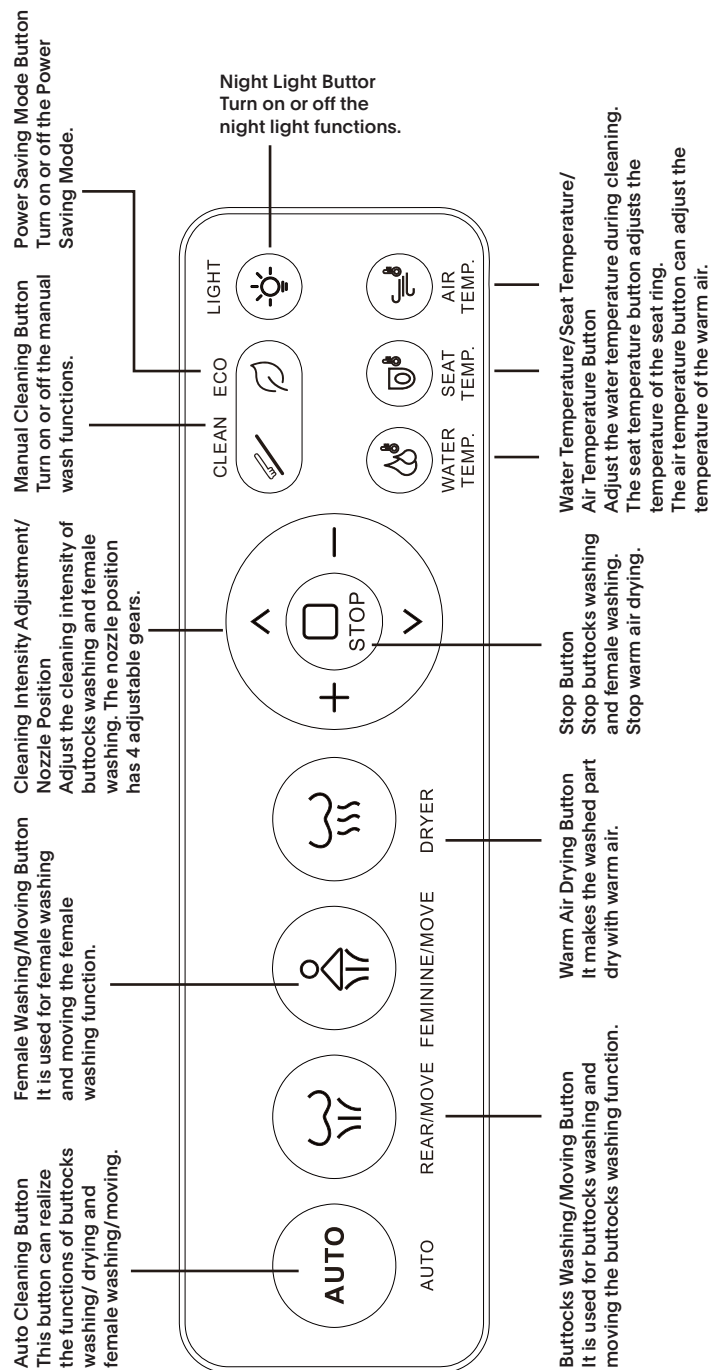 Auto Cleaning Button
This button can realize
the functions of buttocks
washing/ drying and
female washing/moving.
Female Washing/Moving Button
It is used for female washing
and moving the female
washing function.
Cleaning Intensity Adjustment/
Nozzle Position
Adjust the cleaning intensity of
buttocks washing and female
washing. The nozzle position
has 4 adjustable gears.
Manual Cleaning Button
Turn on or off the manual
wash functions.
Power Saving Mode Button
Turn on or off the Power
Saving Mode.
Night Light Buttor
Turn on or off the
night light functions.
AUTO
AUTO
REAR/MOVE
FEMININE/MOVE
DRYER
+
STOP
−
CLEAN
ECO
LIGHT
WATER
TEMP.
SEAT
TEMP.
AIR
TEMP.
Buttocks Washing/Moving Button
It is used for buttocks washing and
moving the buttocks washing function.
Warm Air Drying Button
It makes the washed part
dry with warm air.
Stop Button
Stop buttocks washing
and female washing.
Stop warm air drying.
Water Temperature/Seat Temperature/
Air Temperature Button
Adjust the water temperature during cleaning.
The seat temperature button adjusts the
temperature of the seat ring.
The air temperature button can adjust the
temperature of the warm air.